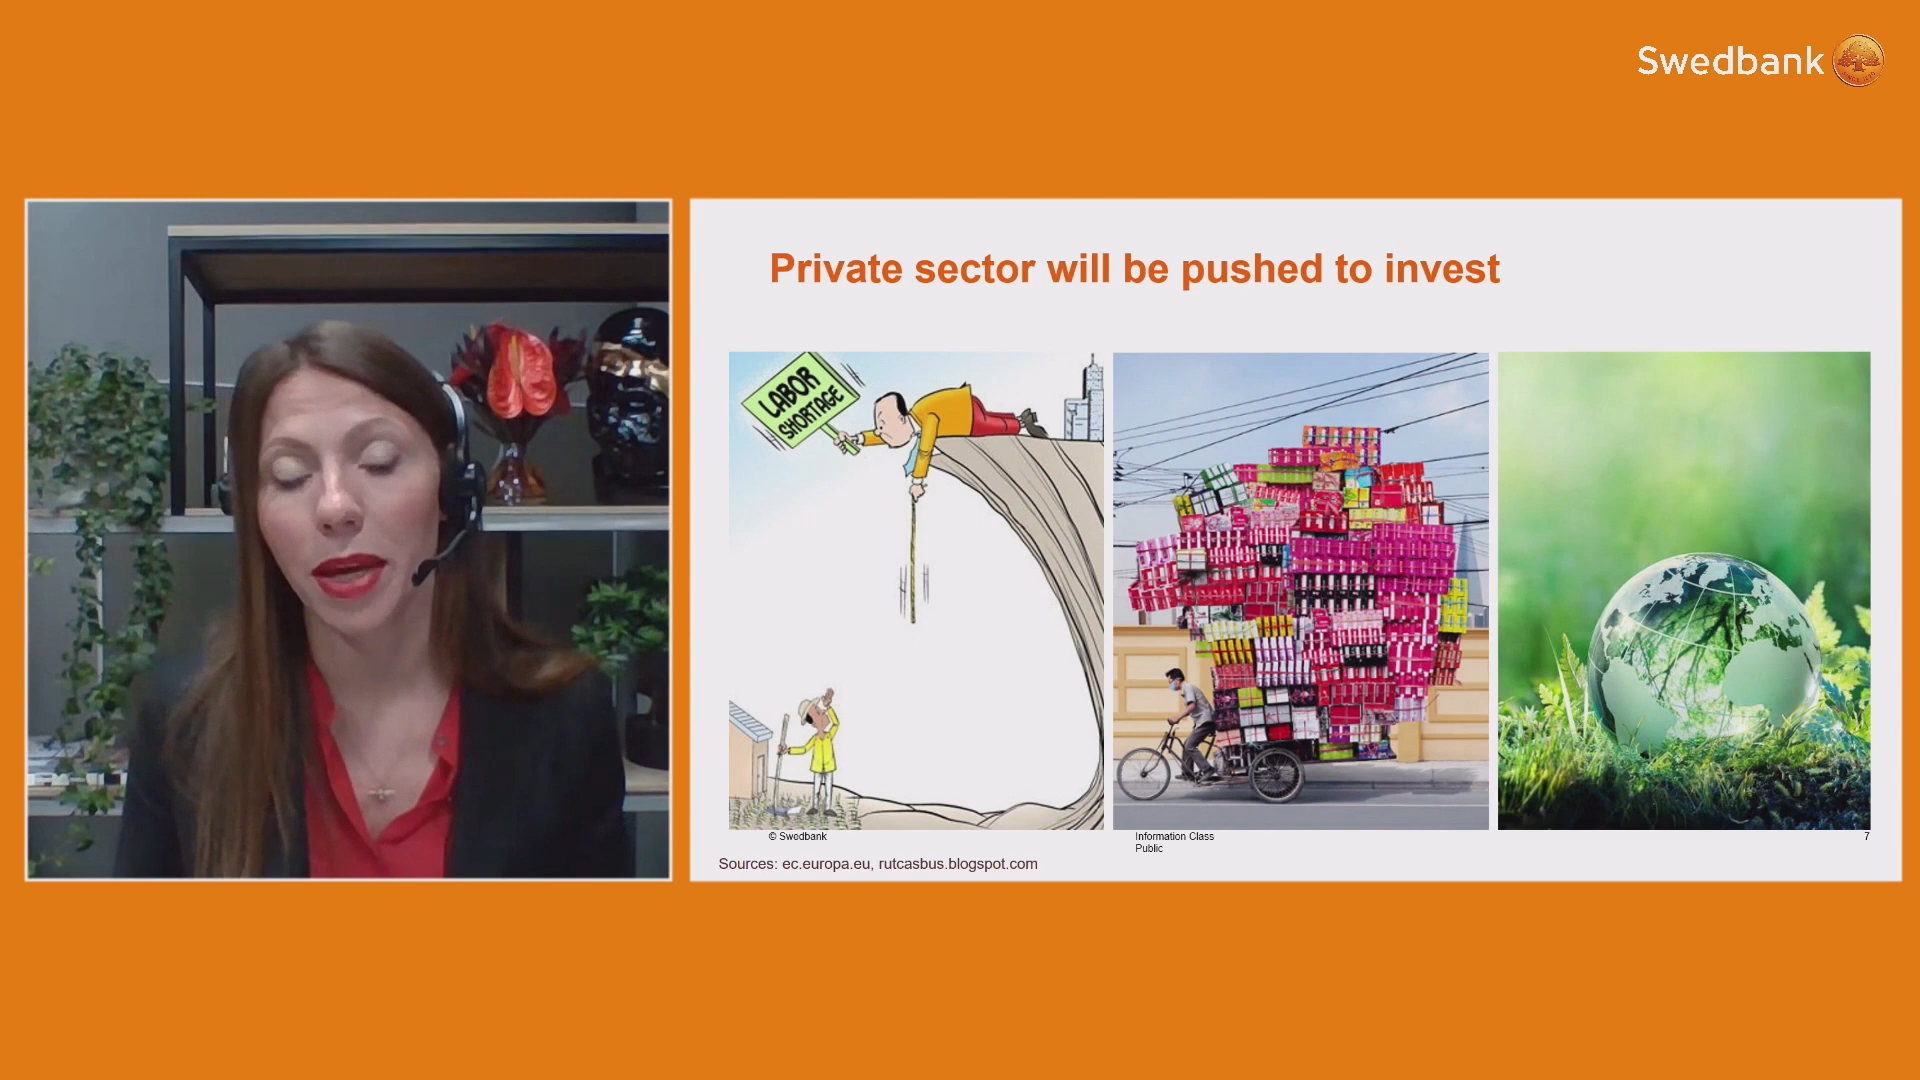 Swedbank
Private sector will be pushed to invest
LABOR
SHORTAGE
© Swedbank
Information Class
Public
7
Sources: ec.europa.eu, rutcasbus.blogspot.com